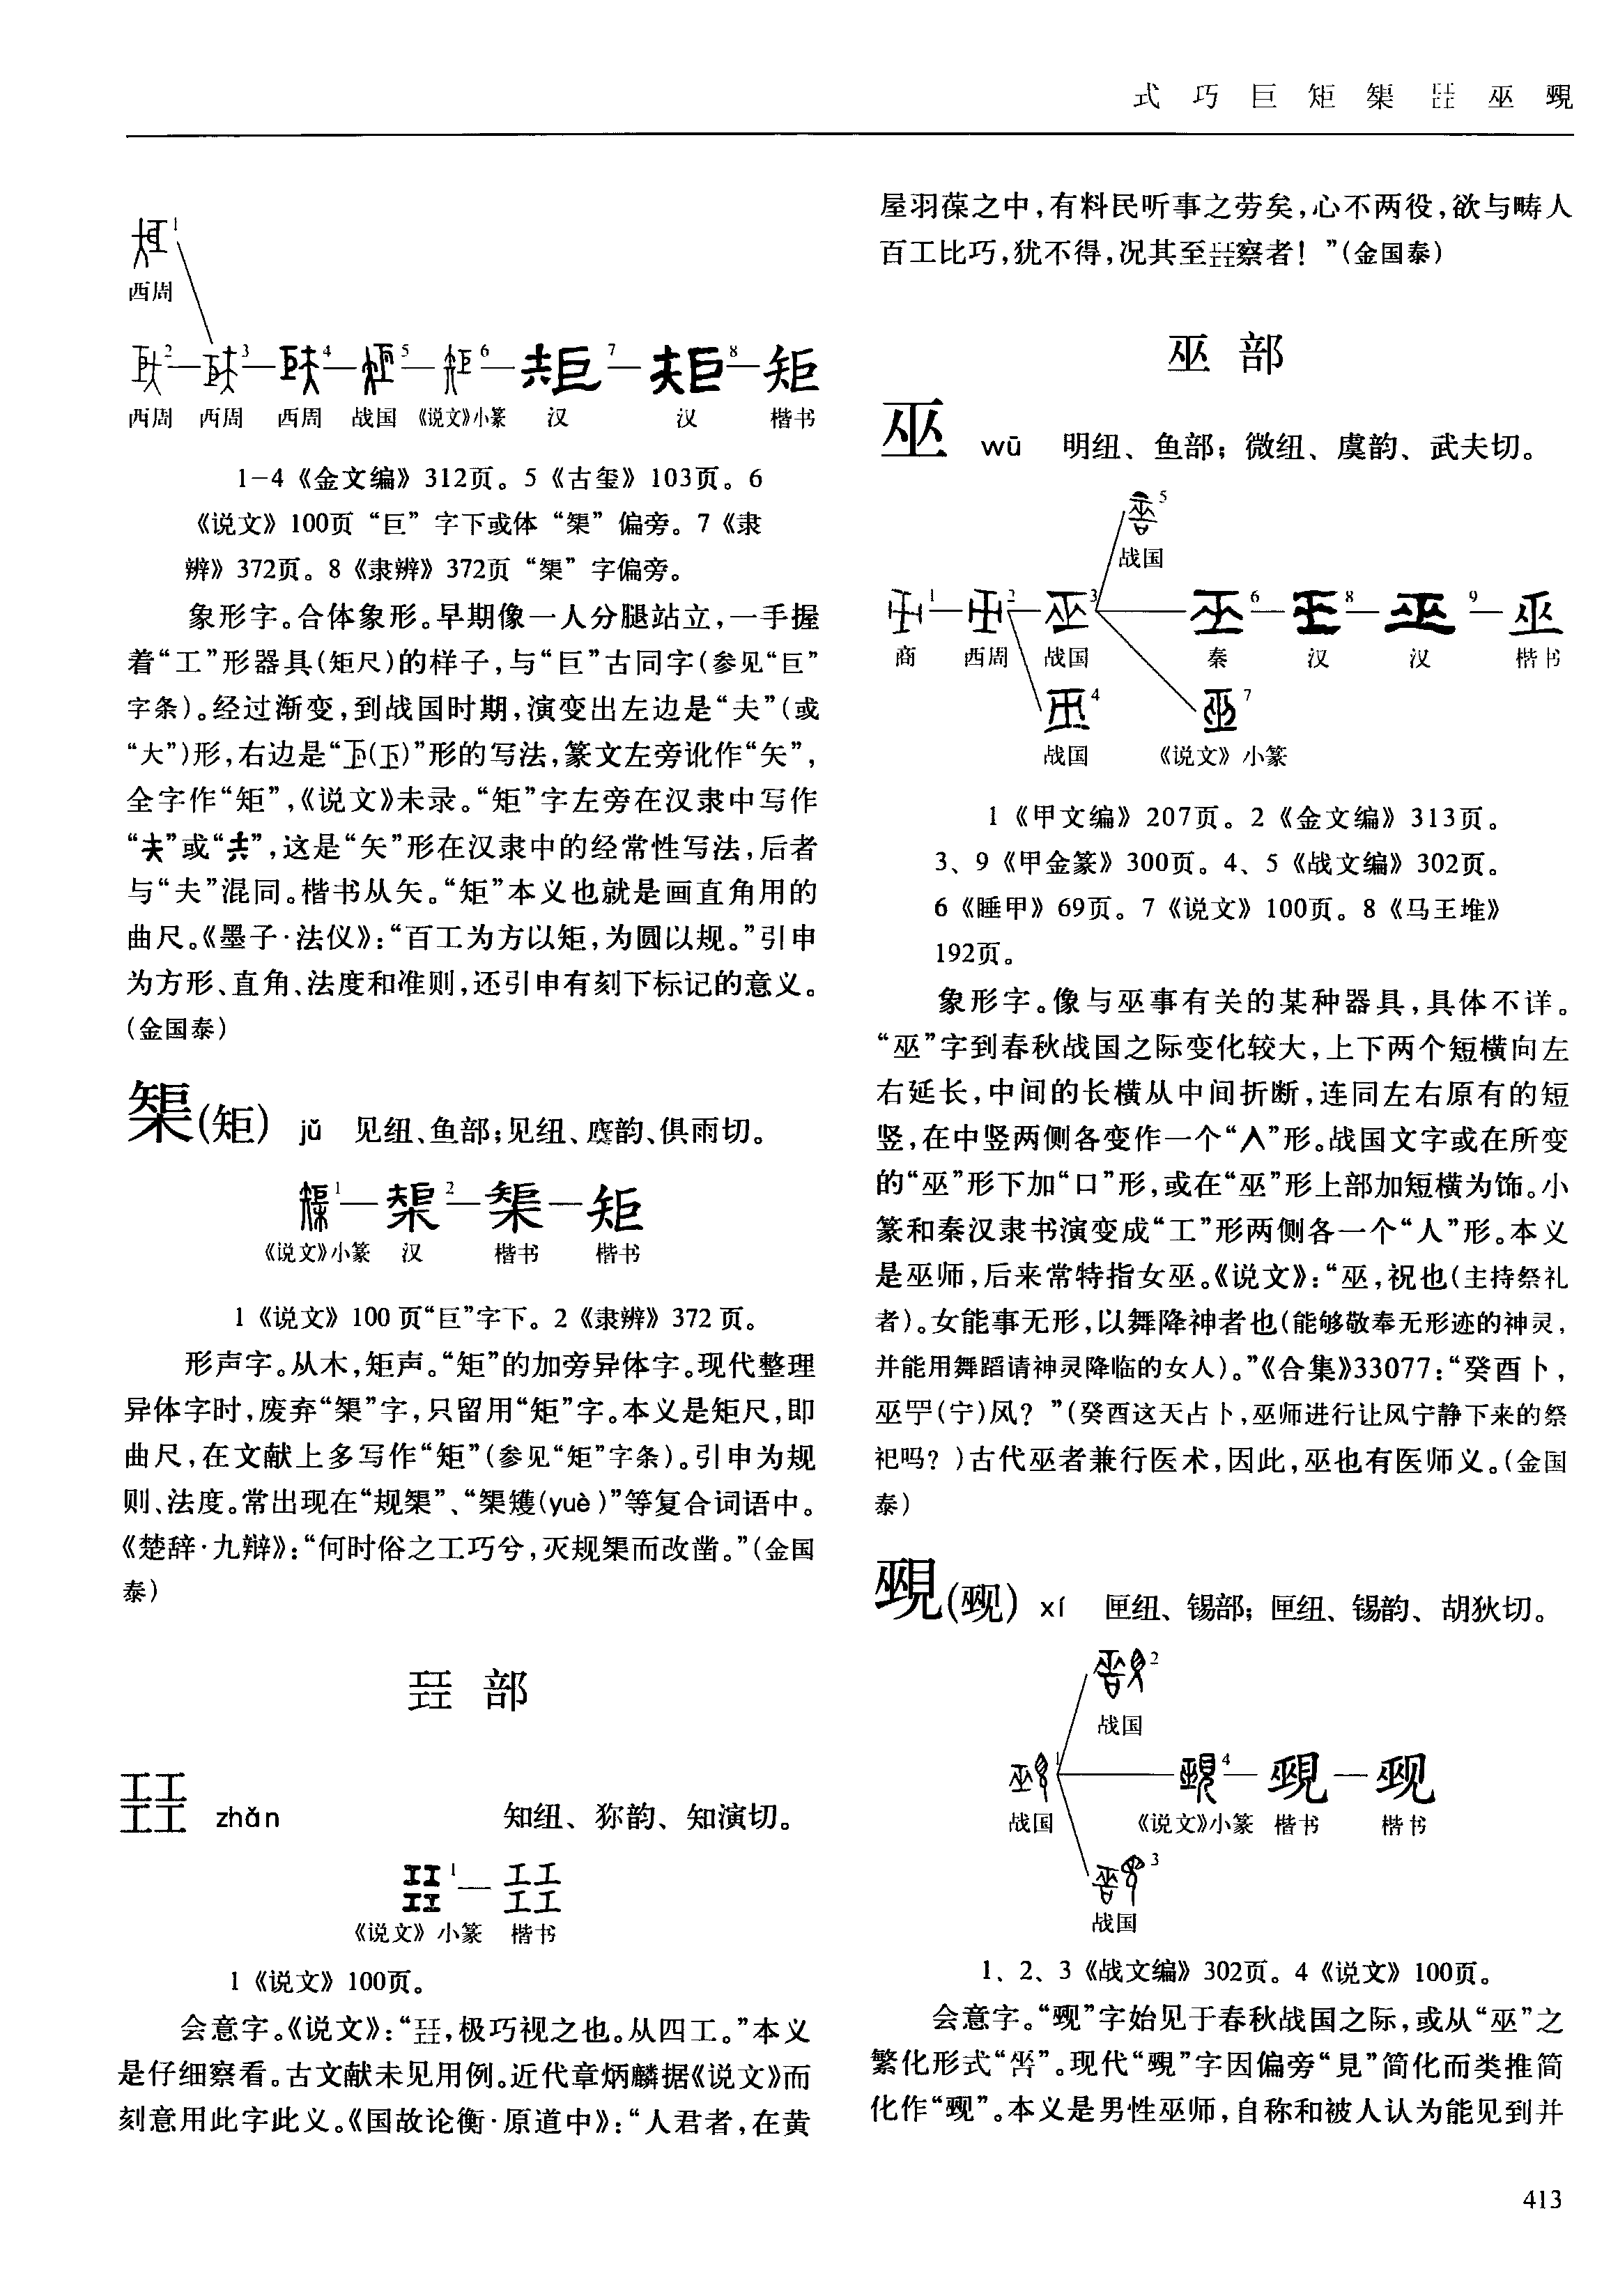 式 巧 巨 矩 榘 㠭 巫 覡
1
西周
2 3 4 5 6 7 8 矩
西周 西周 西周 战国 《说文》小篆 汉 汉 楷书
1-4《金文编》312页。5《古玺》103页。6
《说文》100页“巨”字下或体“榘”偏旁。7《隶
辨》372页。8《隶辨》372页“榘”字偏旁。
象形字。合体象形。早期像一人分腿站立，一手握
着“工”形器具(矩尺)的样子，与“巨”古同字(参见“巨”
字条)。经过渐变，到战国时期，演变出左边是“夫”(或
“大”)形，右边是“ ”形的写法，篆文左旁讹作“矢”，
全字作“矩”，《说文》未录。“矩”字左旁在汉隶中写作
“ ”或“ ”，这是“矢”形在汉隶中的经常性写法，后者
与“夫”混同。楷书从矢。“矩”本义也就是画直角用的
曲尺。《墨子·法仪》：“百工为方以矩，为圆以规。”引申
为方形、直角、法度和准则，还引申有刻下标记的意义。
(金国泰)
榘(矩) jǔ 见纽、鱼部；见纽、麌韵、俱雨切。
1 2 榘 矩
《说文》小篆 汉 楷书 楷书
1《说文》100页“巨”字下。2《隶辨》372页。
形声字。从木，矩声。“矩”的加旁异体字。现代整理
异体字时，废弃“榘”字，只留用“矩”字。本义是矩尺，即
曲尺，在文献上多写作“矩”(参见“矩”字条)。引申为规
则、法度。常出现在“规榘”、“榘矱(yuè)”等复合词语中。
《楚辞·九辩》：“何时俗之工巧兮，灭规榘而改凿。”(金国
泰)
㠭 部
㠭 zhǎn 知纽、狝韵、知演切。
1 㠭
《说文》小篆 楷书
1《说文》100页。
会意字。《说文》：“㠭，极巧视之也。从四工。”本义
是仔细察看。古文献未见用例。近代章炳麟据《说文》而
刻意用此字此义。《国故论衡·原道中》：“人君者，在黄
屋羽葆之中，有料民听事之劳矣，心不两役，欲与畴人
百工比巧，犹不得，况其至㠭察者！”(金国泰)
巫 部
巫 wū 明纽、鱼部；微纽、虞韵、武夫切。
5
战国
1 2 3 6 8 9 巫
商 西周 战国 秦 汉 汉 楷书
4 7
战国 《说文》小篆
1《甲文编》207页。2《金文编》313页。
3、9《甲金篆》300页。4、5《战文编》302页。
6《睡甲》69页。7《说文》100页。8《马王堆》
192页。
象形字。像与巫事有关的某种器具，具体不详。
“巫”字到春秋战国之际变化较大，上下两个短横向左
右延长，中间的长横从中间折断，连同左右原有的短
竖，在中竖两侧各变作一个“ ”形。战国文字或在所变
的“巫”形下加“口”形，或在“巫”形上部加短横为饰。小
篆和秦汉隶书演变成“工”形两侧各一个“人”形。本义
是巫师，后来常特指女巫。《说文》：“巫，祝也(主持祭礼
者)。女能事无形，以舞降神者也(能够敬奉无形迹的神灵，
并能用舞蹈请神灵降临的女人)。”《合集》33077：“癸酉卜，
巫甹(宁)风？”(癸酉这天占卜，巫师进行让风宁静下来的祭
祀吗？)古代巫者兼行医术，因此，巫也有医师义。(金国
泰)
覡(觋) xí 匣纽、锡部；匣纽、锡韵、胡狄切。
2
战国
1 4 覡 觋
战国 《说文》小篆 楷书 楷书
3
战国
1、2、3《战文编》302页。4《说文》100页。
会意字。“觋”字始见于春秋战国之际，或从“巫”之
繁化形式“ ”。现代“覡”字因偏旁“見”简化而类推简
化作“觋”。本义是男性巫师，自称和被人认为能见到并
413